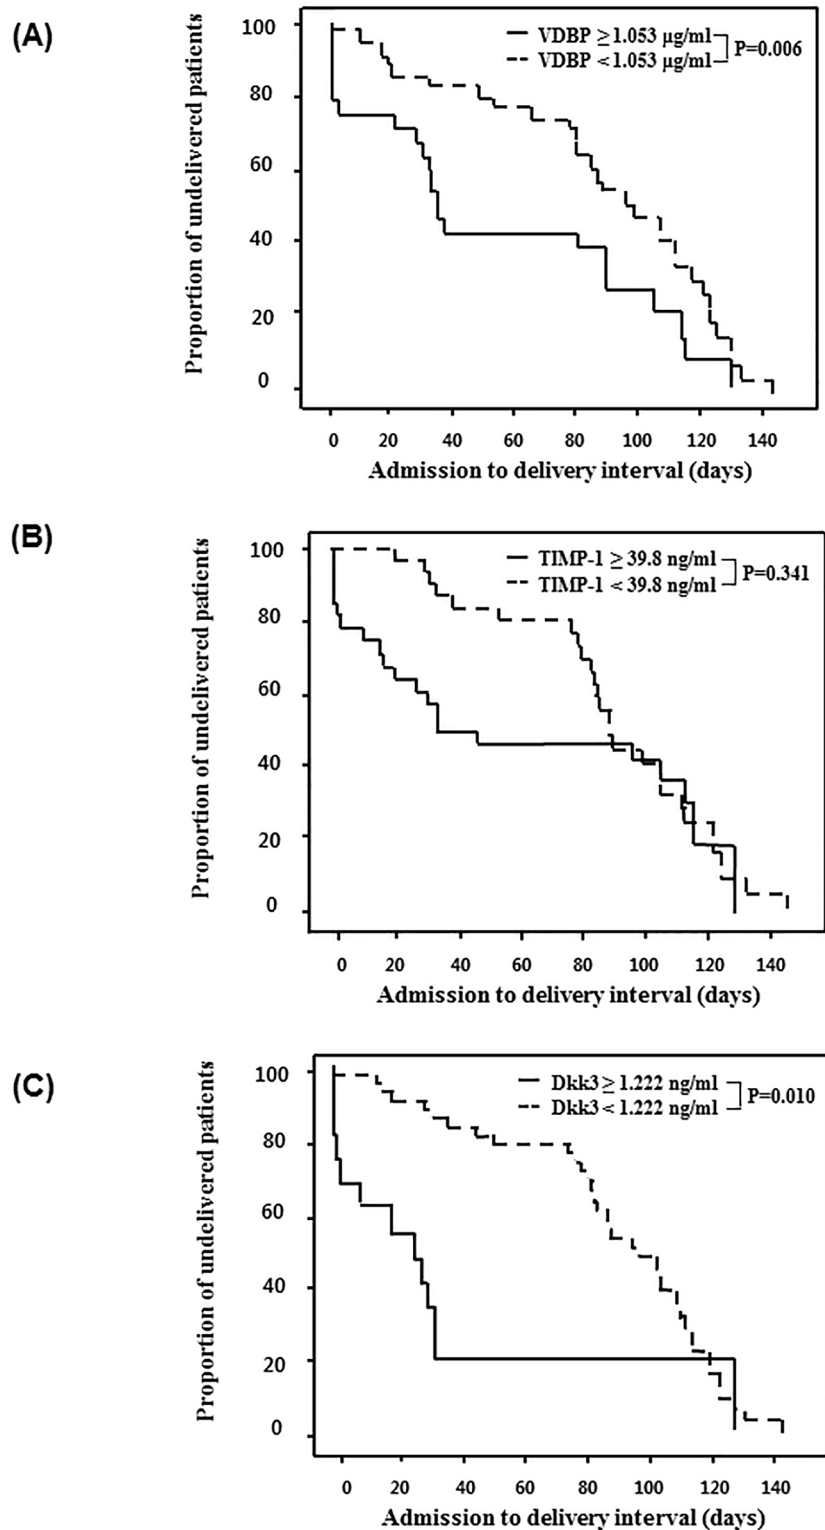 (A)
Proportion of undelivered patients
100
80
60
40
20
0
VDBP ≥ 1.053 µg/ml
VDBP < 1.053 µg/ml
P=0.006
0 20 40 60 80 100 120 140
Admission to delivery interval (days)
(B)
Proportion of undelivered patients
100
80
60
40
20
0
TIMP-1 ≥ 39.8 ng/ml
TIMP-1 < 39.8 ng/ml
P=0.341
0 20 40 60 80 100 120 140
Admission to delivery interval (days)
(C)
Proportion of undelivered patients
100
80
60
40
20
0
Dkk3 ≥ 1.222 ng/ml
Dkk3 < 1.222 ng/ml
P=0.010
0 20 40 60 80 100 120 140
Admission to delivery interval (days)